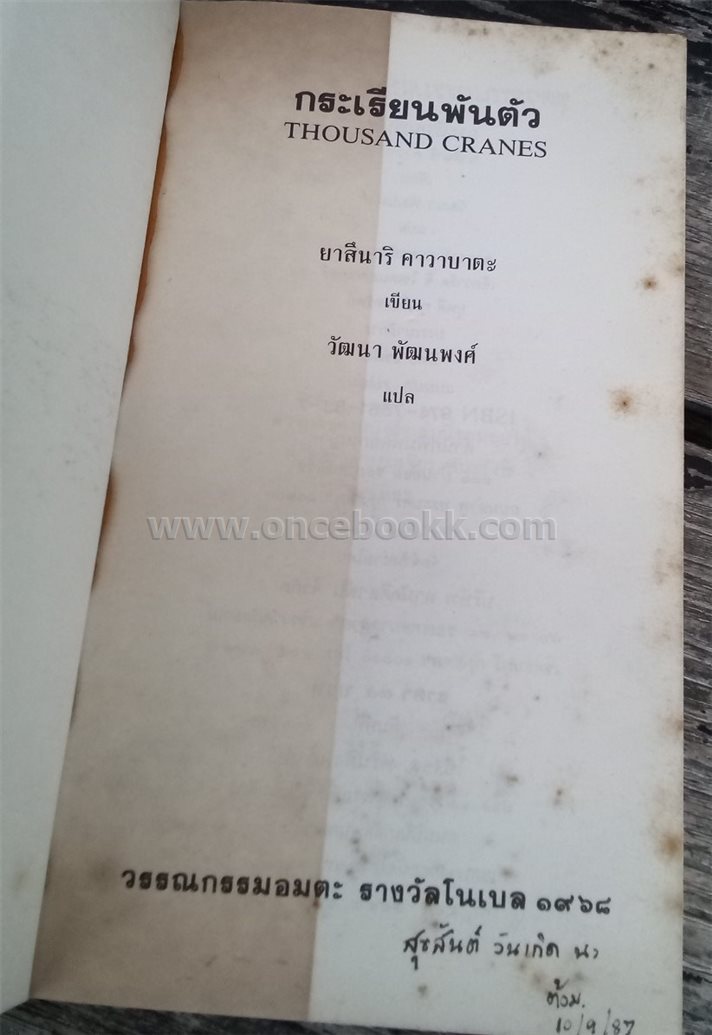 กระเรียนพันตัว
THOUSAND CRANES
ยาสึนาริ คาวาบาตะ
เขียน
วัฒนา พัฒนพงศ์
แปล
www.oncebookk.com
วรรณกรรมอมตะ รางวัลโนเบล ๑๙๖๘
สุขสันต์ วันเกิด นะ
10/9/87